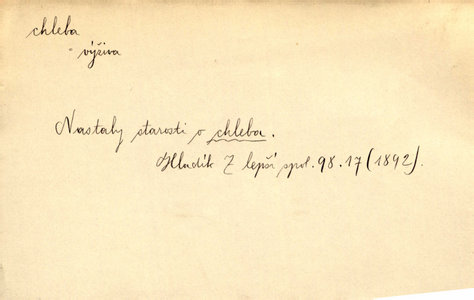 chleba
výživa
Nastaly starosti o chleba.
Hladík Z lepší spol. 98.17 (1892).